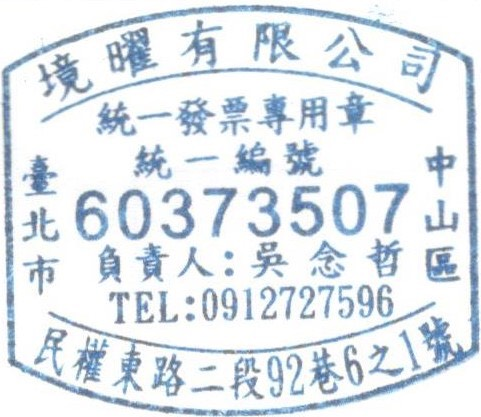 境曜有限公司
統一發票專用章
統一編號
臺北市
60373507
中山區
負責人：吳念哲
TEL:0912727596
民權東路二段92巷6之1號